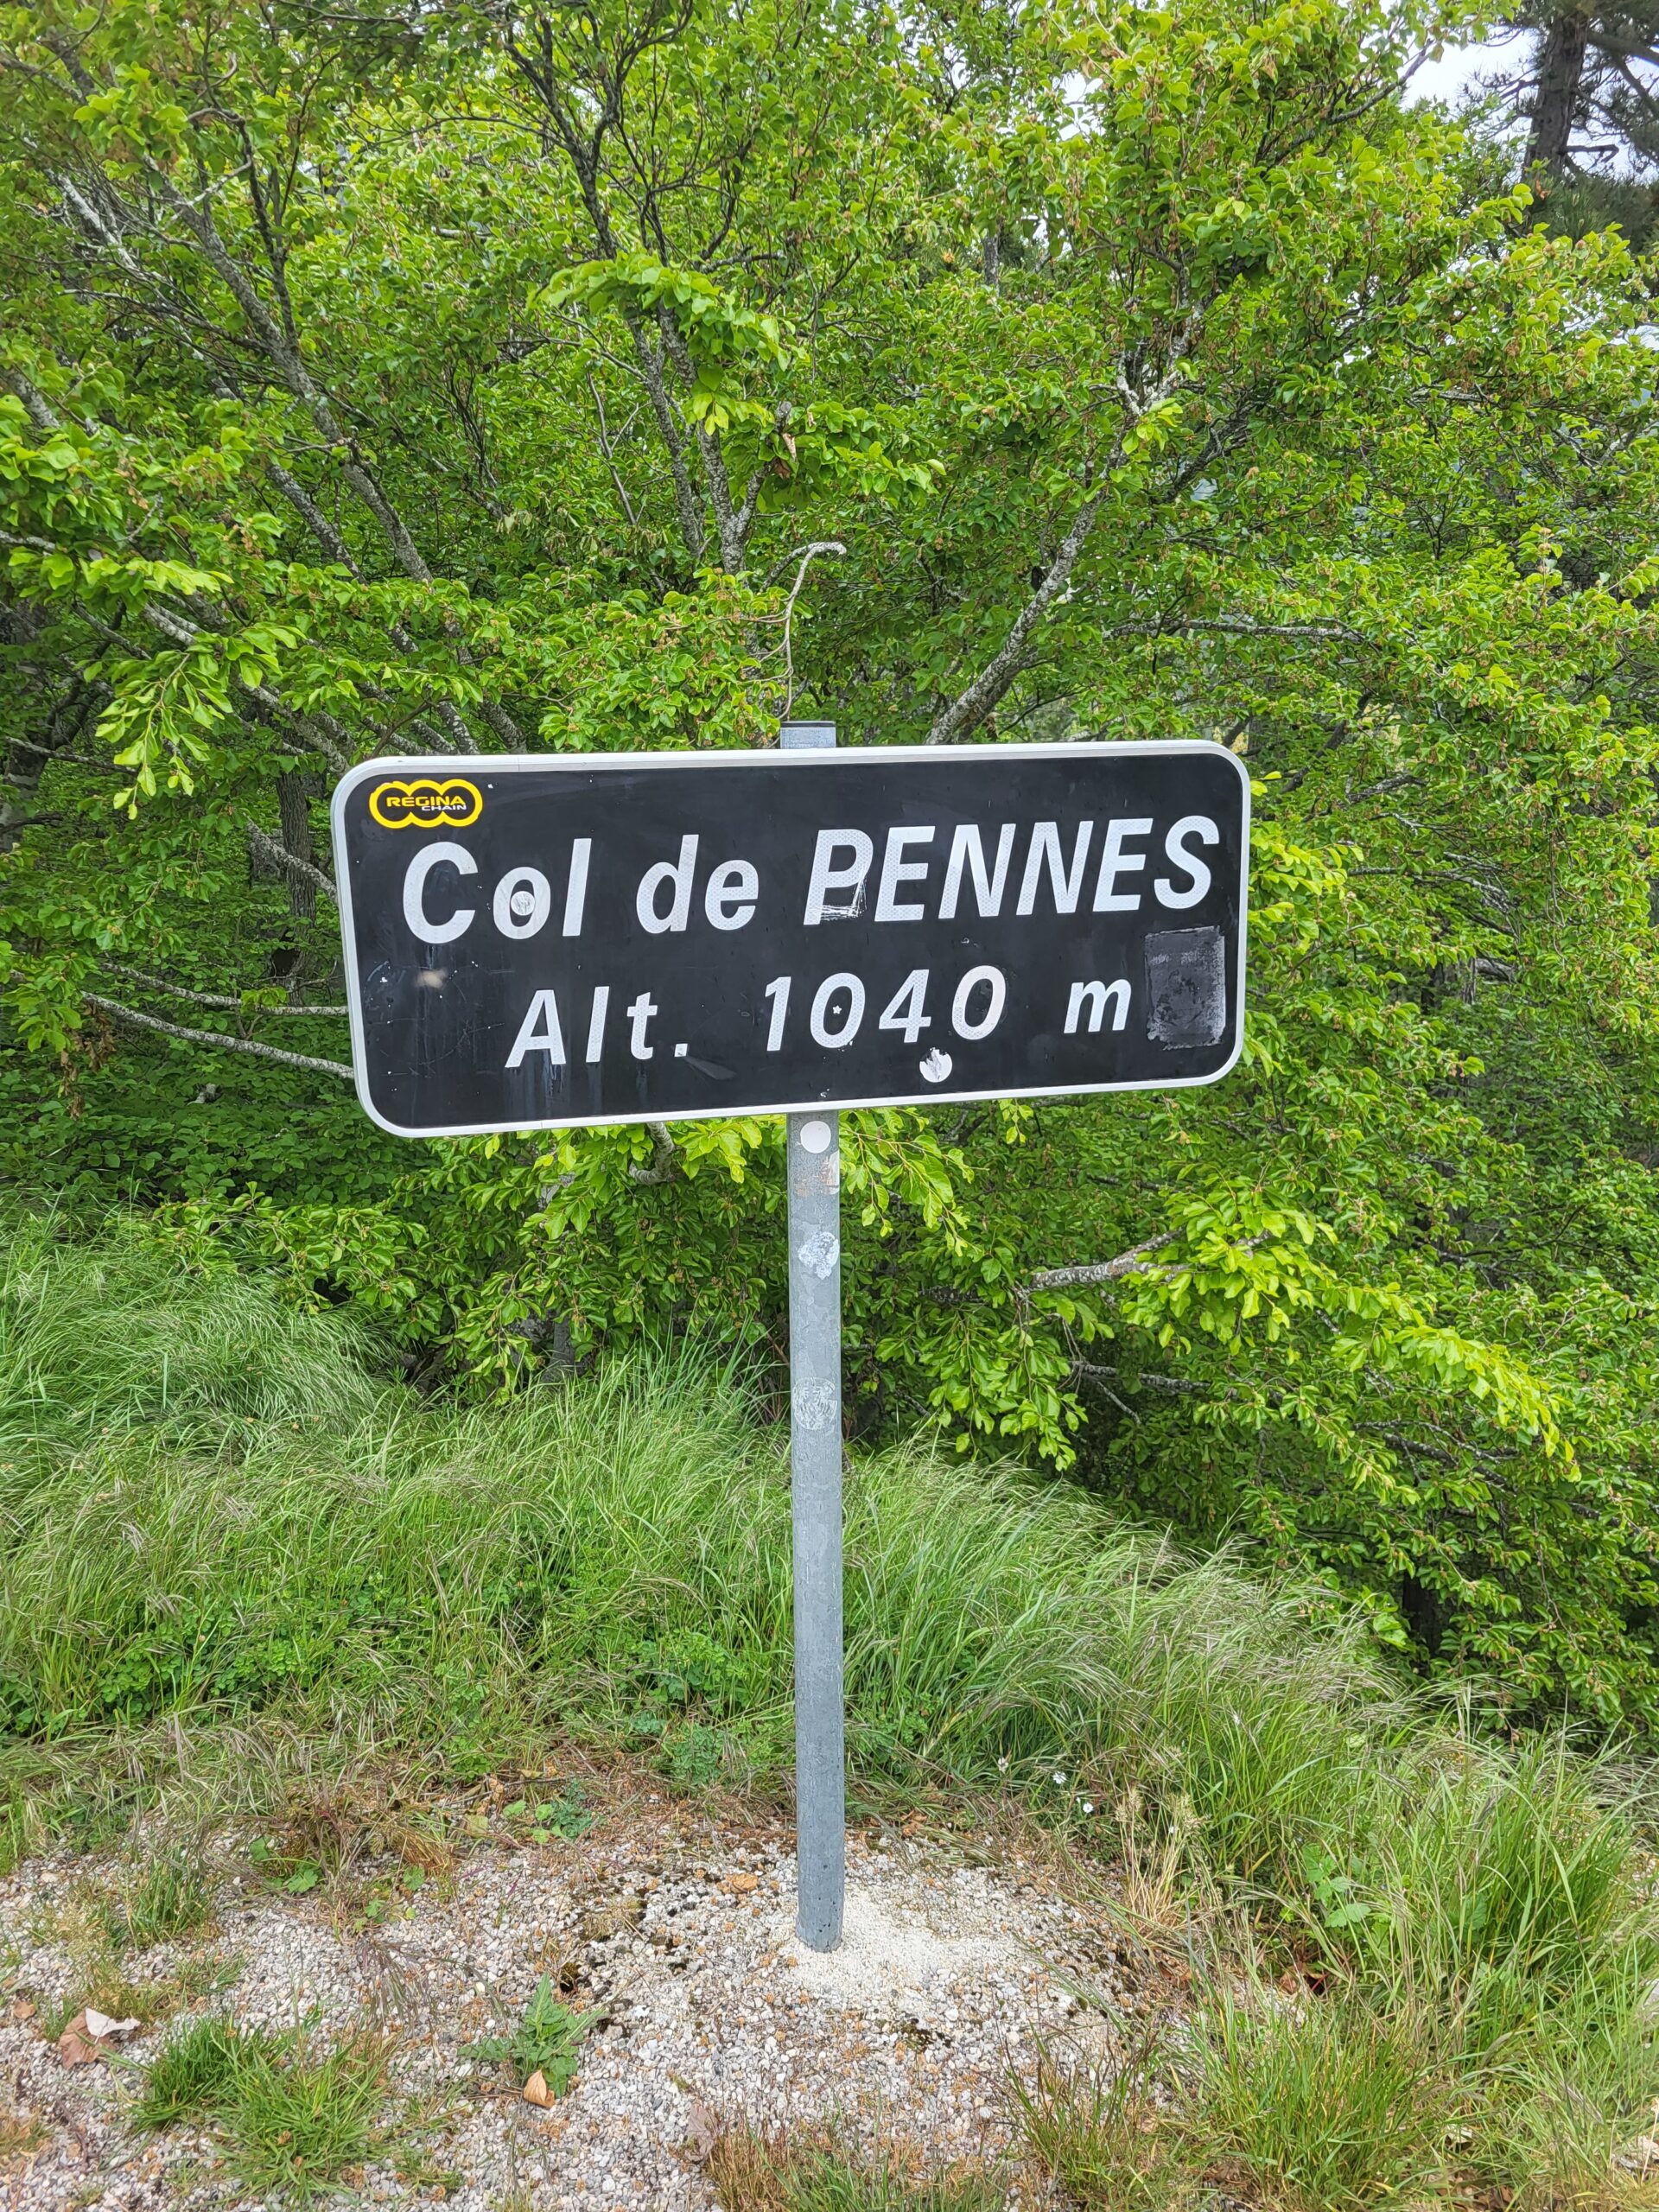 REGINA
CHAIN
Col de PENNES
Alt. 1040 m